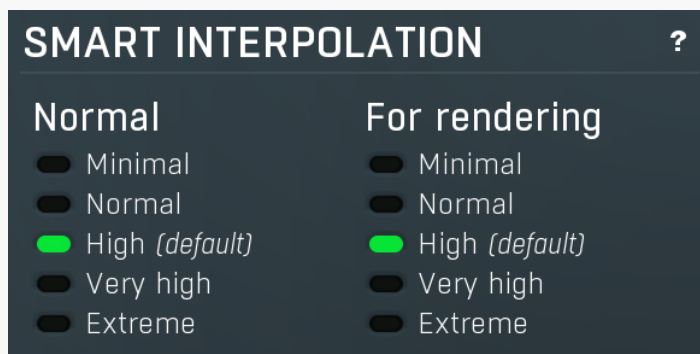 SMART INTERPOLATION ?
Normal
Minimal
Normal
High (default)
Very high
Extreme
For rendering
Minimal
Normal
High (default)
Very high
Extreme